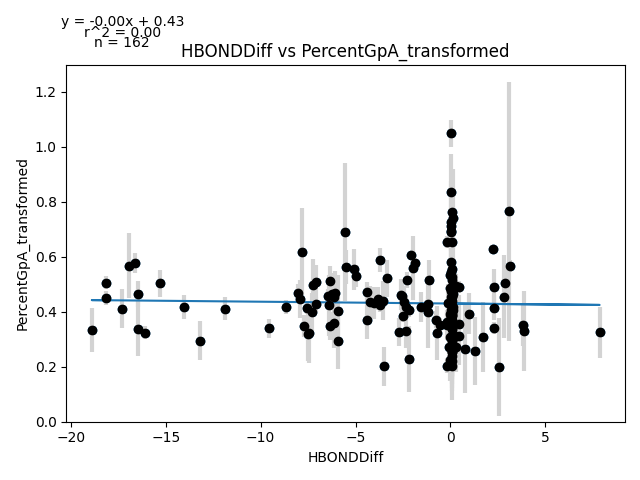 y = -0.00x + 0.43
r^2 = 0.00
n = 162
HBONDDiff vs PercentGpA_transformed
PercentGpA_transformed
1.2
1.0
0.8
0.6
0.4
0.2
0.0
−20
−15
−10
−5
0
5
HBONDDiff